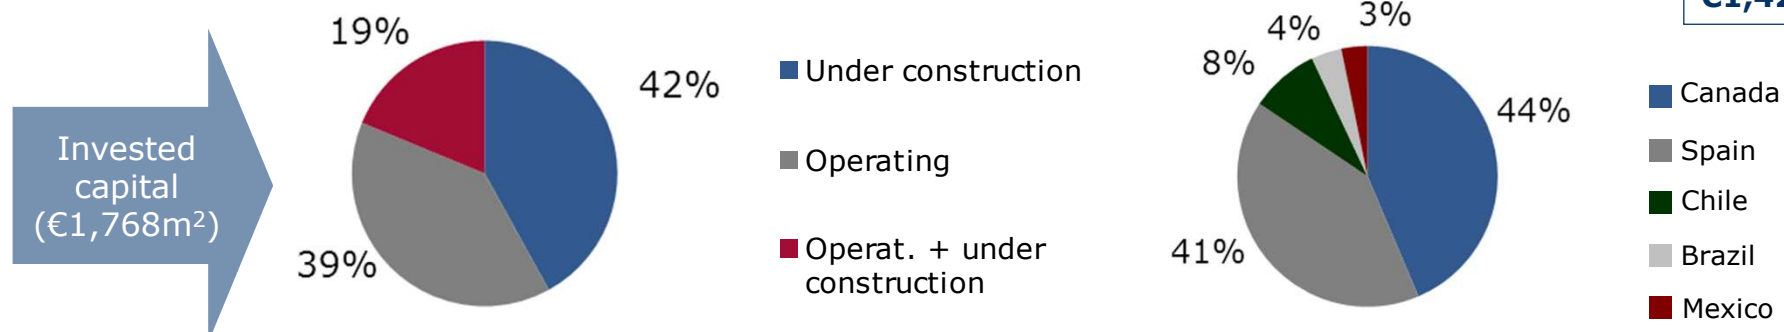 Invested
capital
(€1,768m²)
19%
42%
39%
Under construction
Operating
Operat. + under
construction
3%
4%
8%
44%
41%
Canada
Spain
Chile
Brazil
Mexico